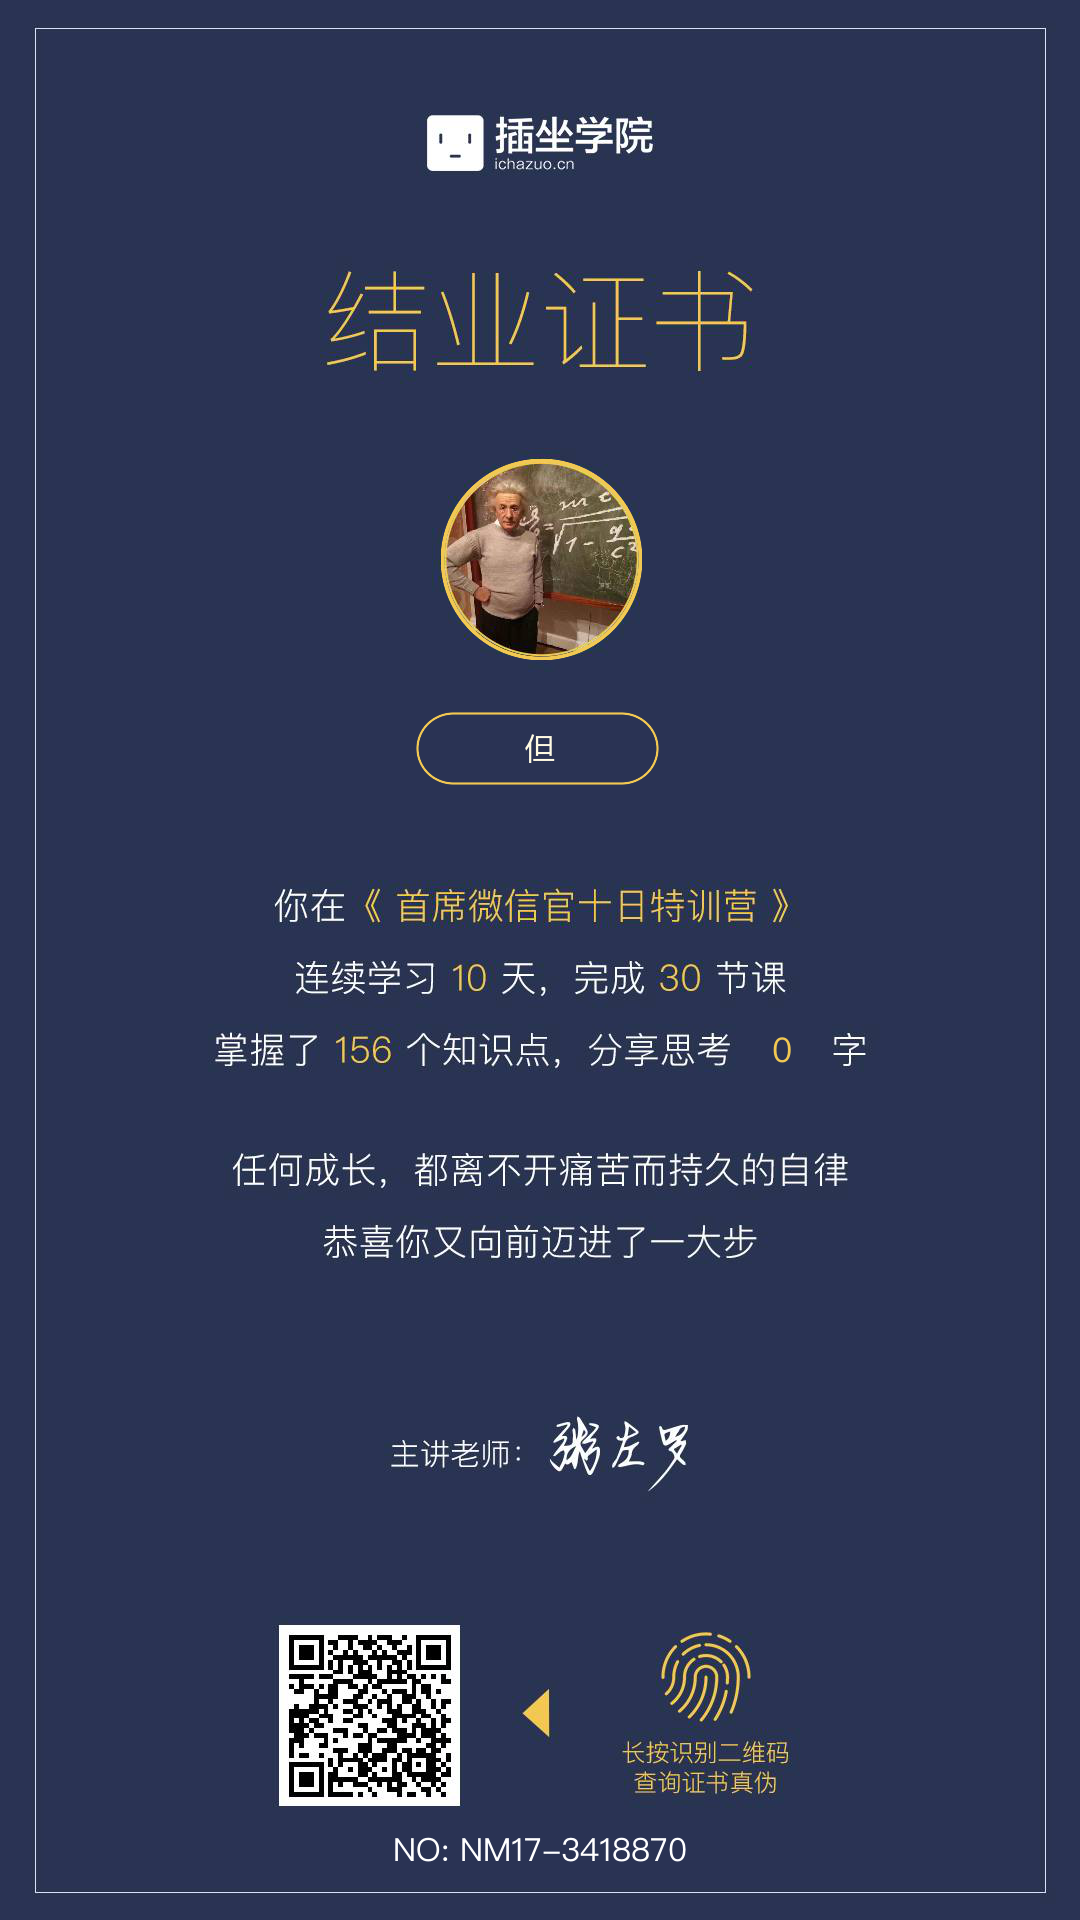 插坐学院
ichazuo.cn
结业证书
但
你在《 首席微信官十日特训营 》
连续学习 10 天，完成 30 节课
掌握了 156 个知识点，分享思考 0 字
任何成长，都离不开痛苦而持久的自律
恭喜你又向前迈进了一大步
主讲老师：粥左罗
长按识别二维码
查询证书真伪
NO: NM17-3418870